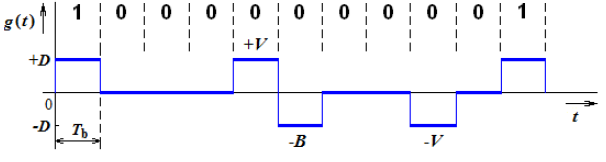 g(t) 1 0 0 0 0 0 0 0 0 0 1
+D +V
0 t
-D T_b -B -V